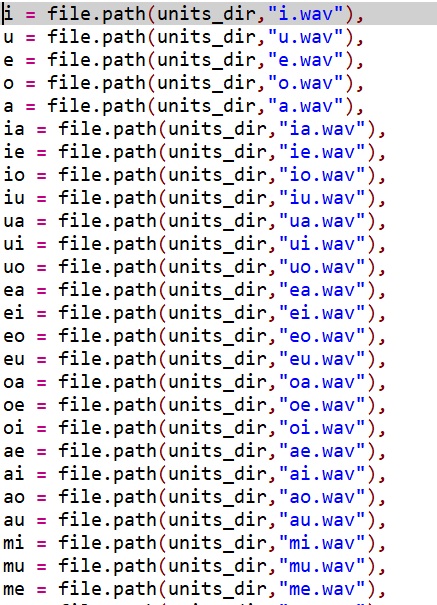 i = file.path(units_dir,"i.wav"),
u = file.path(units_dir,"u.wav"),
e = file.path(units_dir,"e.wav"),
o = file.path(units_dir,"o.wav"),
a = file.path(units_dir,"a.wav"),
ia = file.path(units_dir,"ia.wav"),
ie = file.path(units_dir,"ie.wav"),
io = file.path(units_dir,"io.wav"),
iu = file.path(units_dir,"iu.wav"),
ua = file.path(units_dir,"ua.wav"),
ui = file.path(units_dir,"ui.wav"),
uo = file.path(units_dir,"uo.wav"),
ea = file.path(units_dir,"ea.wav"),
ei = file.path(units_dir,"ei.wav"),
eo = file.path(units_dir,"eo.wav"),
eu = file.path(units_dir,"eu.wav"),
oa = file.path(units_dir,"oa.wav"),
oe = file.path(units_dir,"oe.wav"),
oi = file.path(units_dir,"oi.wav"),
ae = file.path(units_dir,"ae.wav"),
ai = file.path(units_dir,"ai.wav"),
ao = file.path(units_dir,"ao.wav"),
au = file.path(units_dir,"au.wav"),
mi = file.path(units_dir,"mi.wav"),
mu = file.path(units_dir,"mu.wav"),
me = file.path(units_dir,"me.wav"),